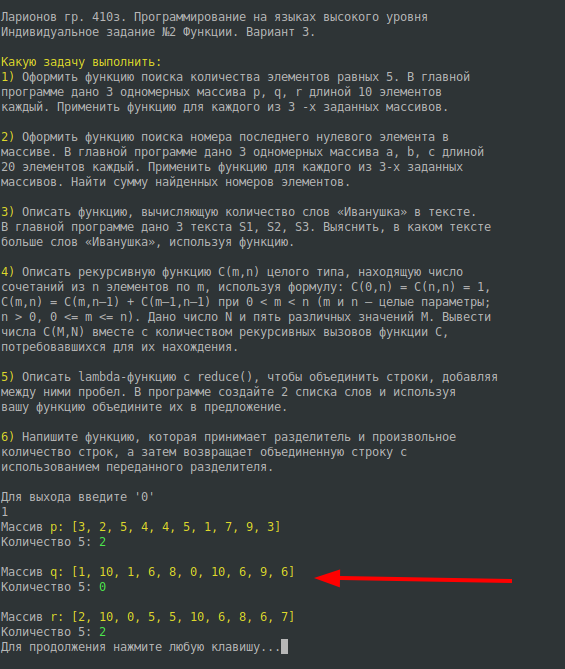 Ларионов гр. 410з. Программирование на языках высокого уровня
Индивидуальное задание №2 Функции. Вариант 3.
Какую задачу выполнить:
1) Оформить функцию поиска количества элементов равных 5. В главной
программе дано 3 одномерных массива p, q, r длиной 10 элементов
каждый. Применить функцию для каждого из 3 -х заданных массивов.
2) Оформить функцию поиска номера последнего нулевого элемента в
массиве. В главной программе дано 3 одномерных массива a, b, c длиной
20 элементов каждый. Применить функцию для каждого из 3-х заданных
массивов. Найти сумму найденных номеров элементов.
3) Описать функцию, вычисляющую количество слов «Иванушка» в тексте.
В главной программе дано 3 текста S1, S2, S3. Выяснить, в каком тексте
больше слов «Иванушка», используя функцию.
4) Описать рекурсивную функцию C(m,n) целого типа, находящую число
сочетаний из n элементов по m, используя формулу: C(0,n) = C(n,n) = 1,
C(m,n) = C(m,n–1) + C(m–1,n–1) при 0 < m < n (m и n – целые параметры;
n > 0, 0 <= m <= n). Дано число N и пять различных значений M. Вывести
числа C(M,N) вместе с количеством рекурсивных вызовов функции C,
потребовавшихся для их нахождения.
5) Описать lambda-функцию с reduce(), чтобы объединить строки, добавляя
между ними пробел. В программе создайте 2 списка слов и используя
вашу функцию объедините их в предложение.
6) Напишите функцию, которая принимает разделитель и произвольное
количество строк, а затем возвращает объединенную строку с
использованием переданного разделителя.
Для выхода введите '0'
1
Массив p: [3, 2, 5, 4, 4, 5, 1, 7, 9, 3]
Количество 5: 2
Массив q: [1, 10, 1, 6, 8, 0, 10, 6, 9, 6]
Количество 5: 0
Массив r: [2, 10, 0, 5, 5, 10, 6, 8, 6, 7]
Количество 5: 2
Для продолжения нажмите любую клавишу...